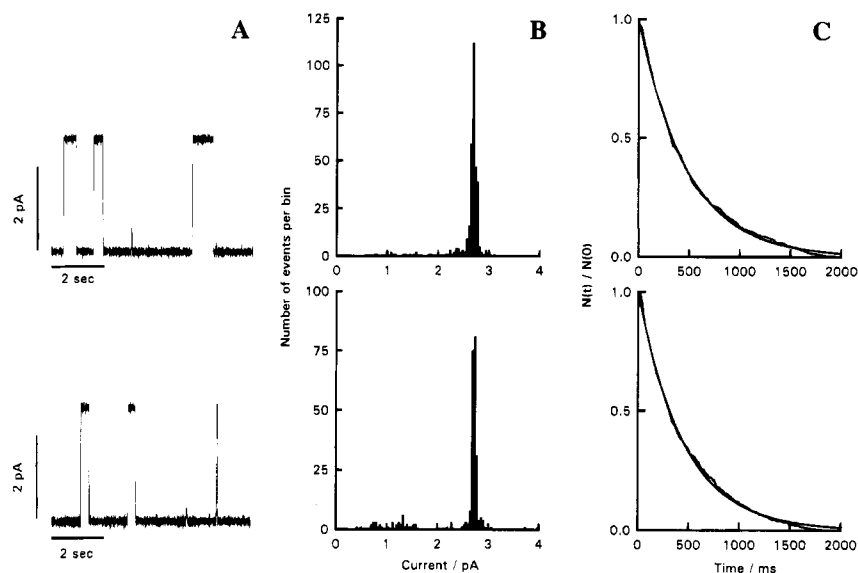 A
2 pA
2 sec
2 pA
2 sec
B
Number of events per bin
125
100
75
50
25
0
0 1 2 3 4
100
75
50
25
0
0 1 2 3 4
Current / pA
C
N(t) / N(0)
1.0
0.5
0.0
0 500 1000 1500 2000
1.0
0.5
0.0
0 500 1000 1500 2000
Time / ms